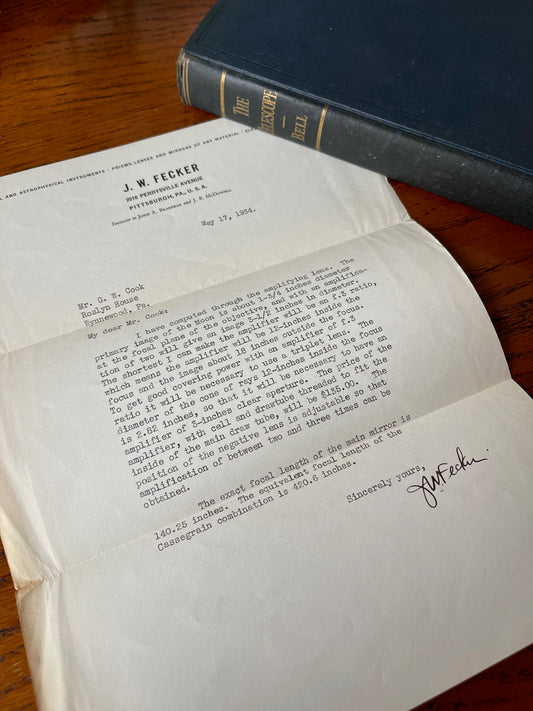 THE
TELESCOPE
BELL
AND ASTROPHYSICAL INSTRUMENTS · PRISMS LENSES AND MIRRORS OF ANY MATERIAL ·
J. W. FECKER
2016 PERRYSVILLE AVENUE
PITTSBURGH, PA., U. S. A.
Successor to John A. Brashear and J. B. McDowell
May 17, 1934.
Mr. G. W. Cook
Roslyn House
Wynnewood, Pa.
My dear Mr. Cook:
I have computed through the amplifying lens. The
primary image of the Moon is about 1-3/4 inches diameter
at the focal plane of the objective, and with an amplifica-
tion of two will give an image 3-1/2 inches in diameter.
The shortest I can make the amplifier will be an f.3 ratio,
which means the amplifier will be 12-inches inside the
focus and the image about 18 inches outside the focus.
To get good covering power with an amplifier of f.3
ratio it will be necessary to use a triplet lens. The
diameter of the cone of rays 12-inches inside the focus
is 2.82 inches, so that it will be necessary to have an
amplifier of 3-inches clear aperture. The price of the
amplifier, with cell and drawtube threaded to fit the
inside of the main draw tube, will be $155.00. The
position of the negative lens is adjustable so that
amplification of between two and three times can be
obtained.
The exact focal length of the main mirror is
140.25 inches. The equivalent focal length of the
Cassegrain combination is 420.6 inches.
Sincerely yours,
JWFecker